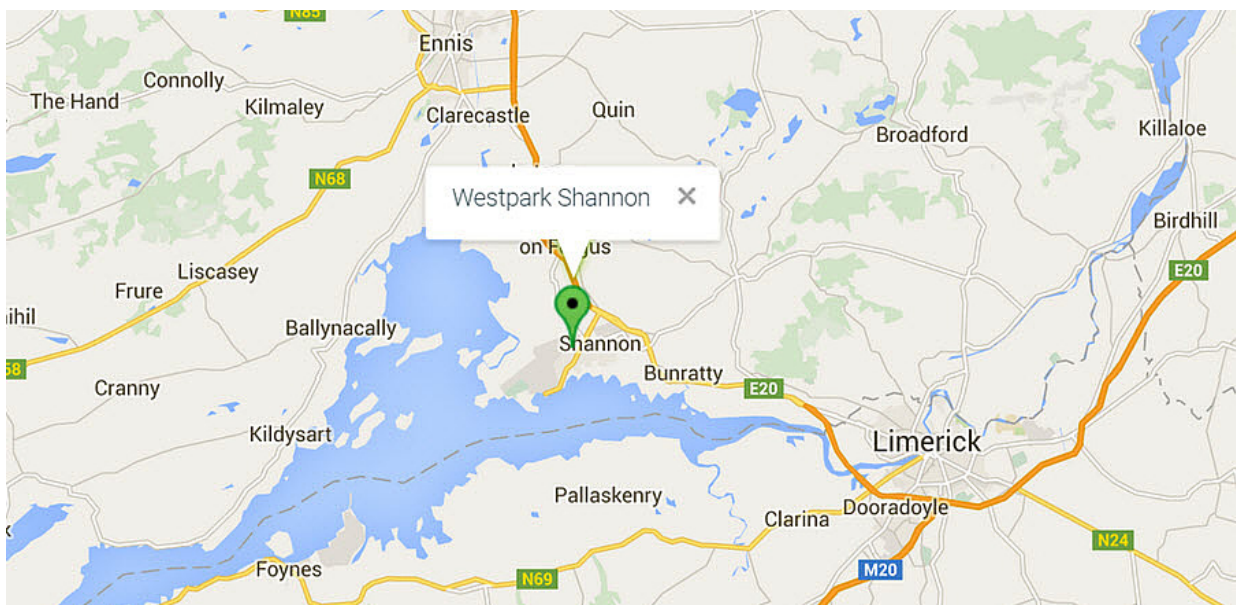 N85
Ennis
Connolly
The Hand
Kilmaley
Clarecastle
Quin
Broadford
Killaloe
N68
Westpark Shannon
Birdhill
on Fergus
Liscasey
E20
Frure
Ballynacally
Shannon
Bunratty
Cranny
E20
Kildysart
Limerick
Pallaskenry
Clarina
Dooradoyle
N24
Foynes
N69
M20